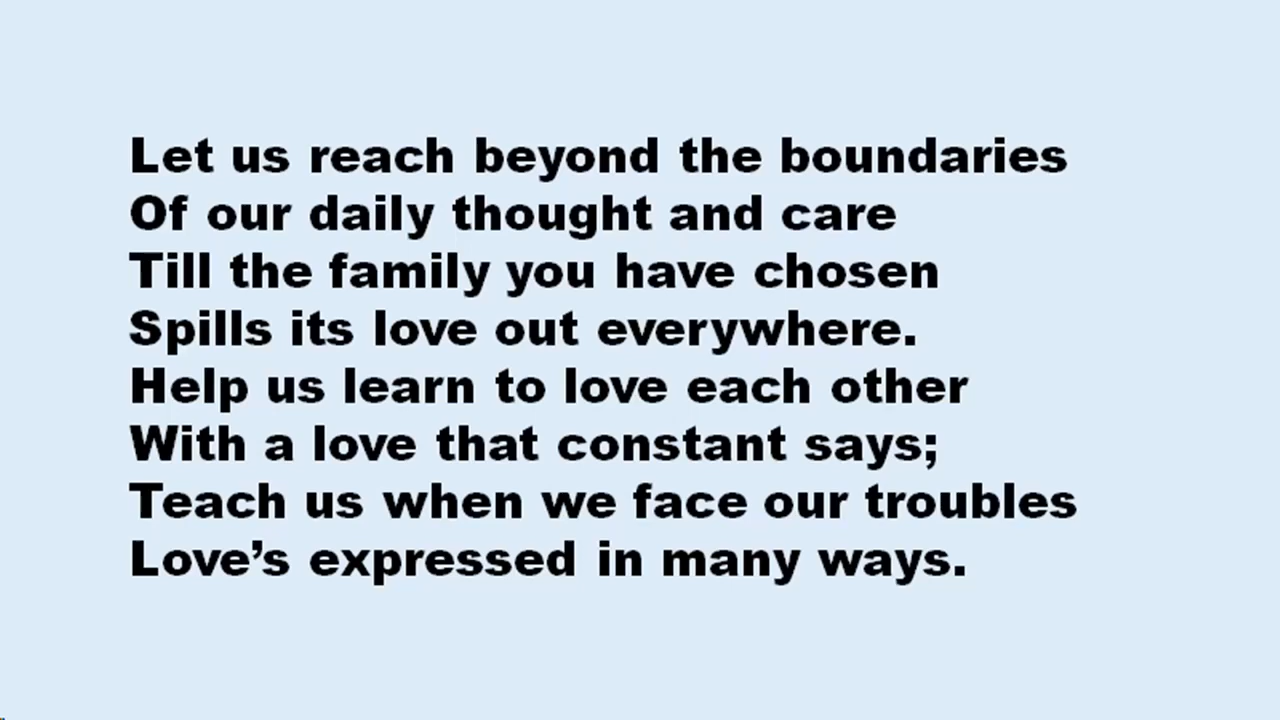 Let us reach beyond the boundaries
Of our daily thought and care
Till the family you have chosen
Spills its love out everywhere.
Help us learn to love each other
With a love that constant says;
Teach us when we face our troubles
Love’s expressed in many ways.